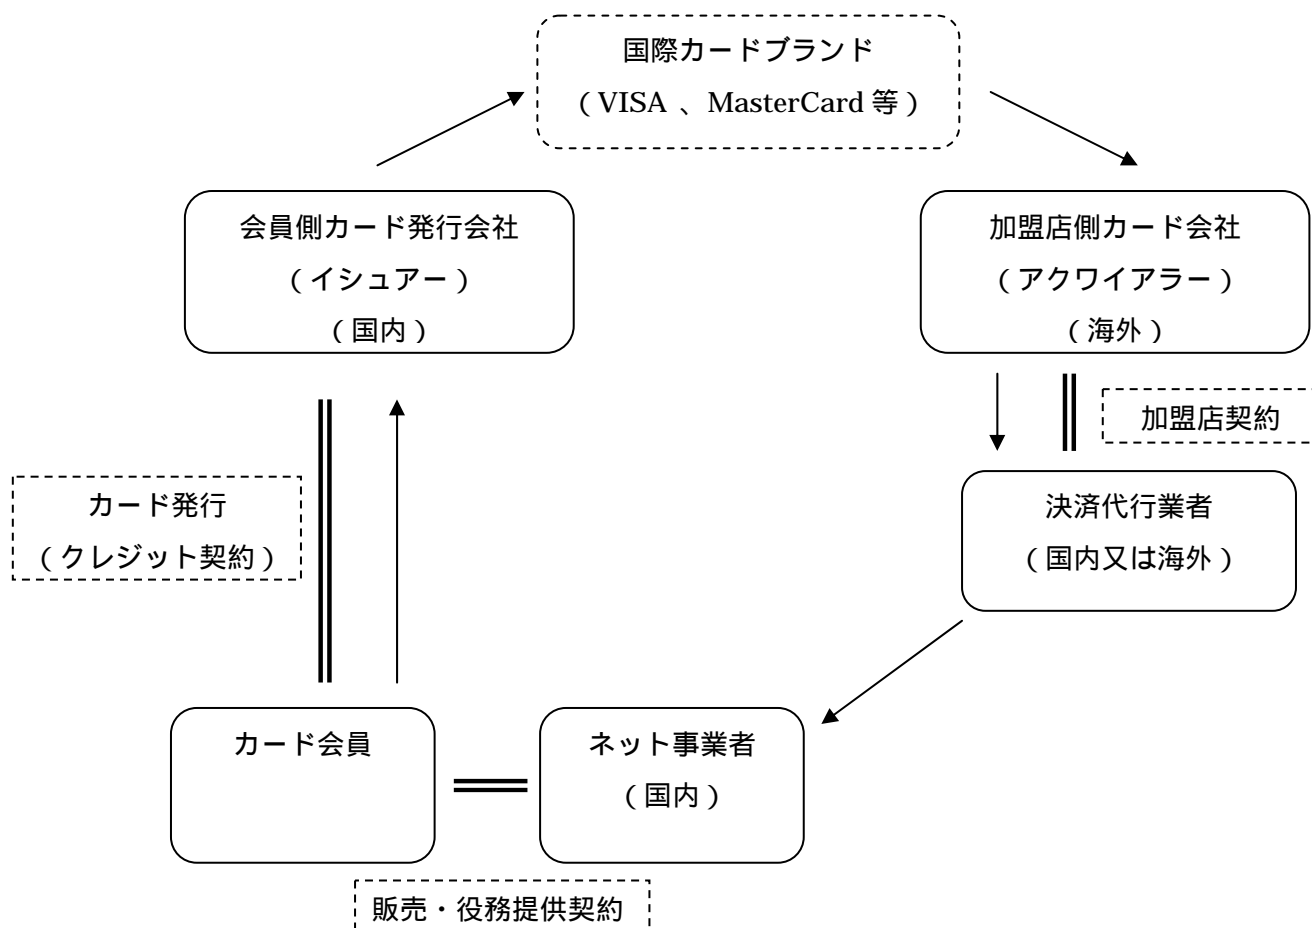 国際カードブランド
（VISA 、MasterCard 等）
会員側カード発行会社
（イシュアー）
（国内）
加盟店側カード会社
（アクワイアラー）
（海外）
加盟店契約
カード発行
（クレジット契約）
決済代行業者
（国内又は海外）
カード会員
ネット事業者
（国内）
販売・役務提供契約